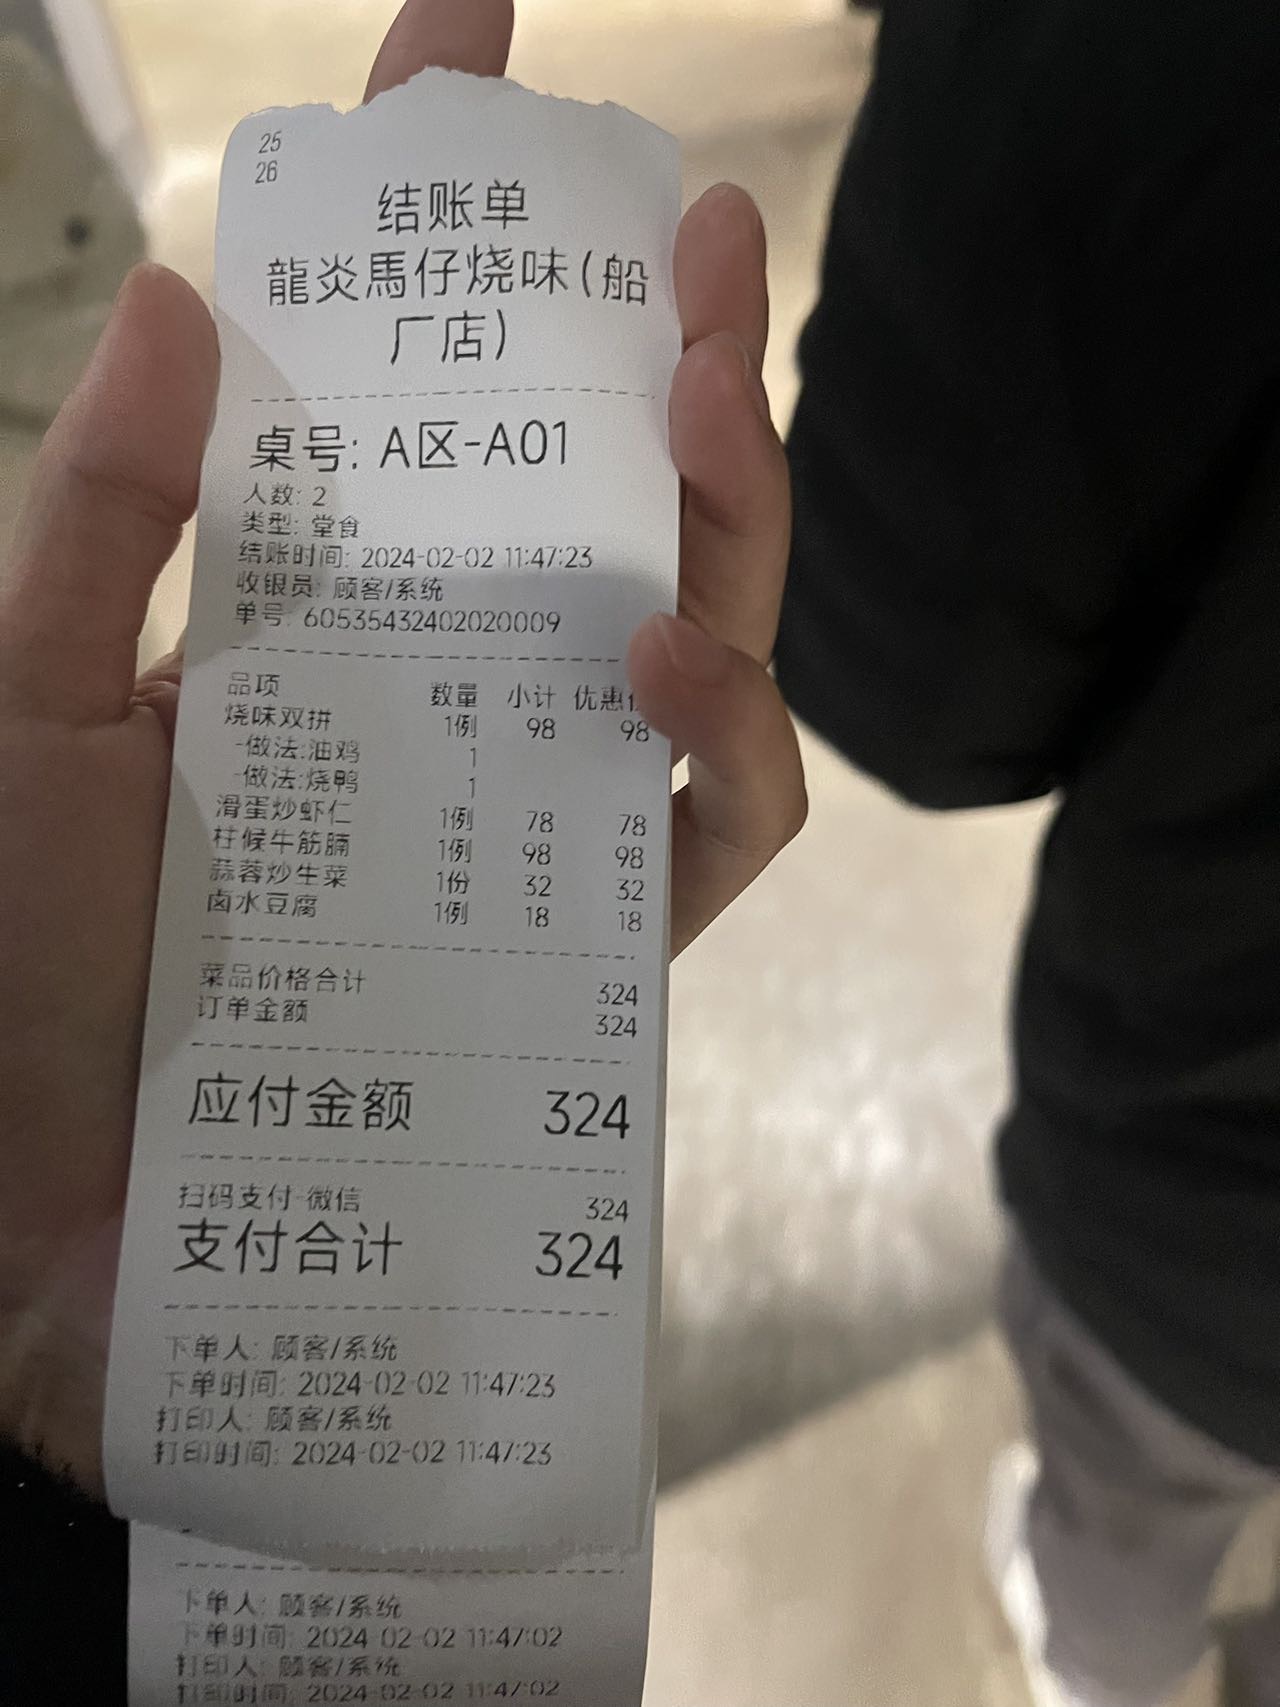 25
26
结账单
龍炎馬仔烧味(船
厂店)
桌号: A区-A01
人数: 2
类型: 堂食
结账时间: 2024-02-02 11:47:23
收银员: 顾客/系统
单号: 60535432402020009
品项 数量 小计 优惠
烧味双拼 1例 98 98
-做法:油鸡 1
-做法:烧鸭 1
滑蛋炒虾仁 1例 78 78
柱候牛筋腩 1例 98 98
蒜蓉炒生菜 1份 32 32
卤水豆腐 1例 18 18
菜品价格合计 324
订单金额 324
应付金额 324
扫码支付-微信 324
支付合计 324
下单人: 顾客/系统
下单时间: 2024-02-02 11:47:23
打印人: 顾客/系统
打印时间: 2024-02-02 11:47:23
下单人: 顾客/系统
下单时间: 2024-02-02 11:47:02
打印人: 顾客/系统
打印时间: 2024-02-02 11:47:02